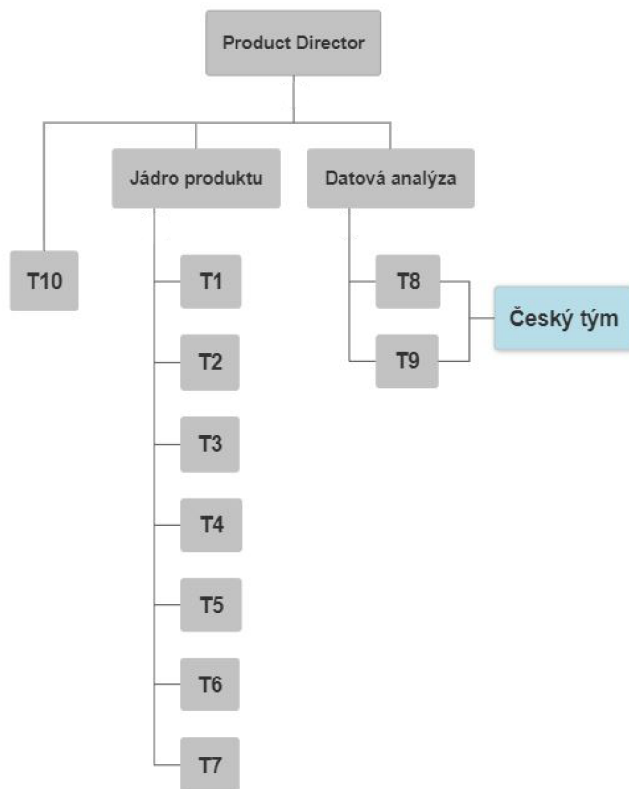 Product Director
Jádro produktu
Datová analýza
T10
T1
T8
Český tým
T2
T9
T3
T4
T5
T6
T7